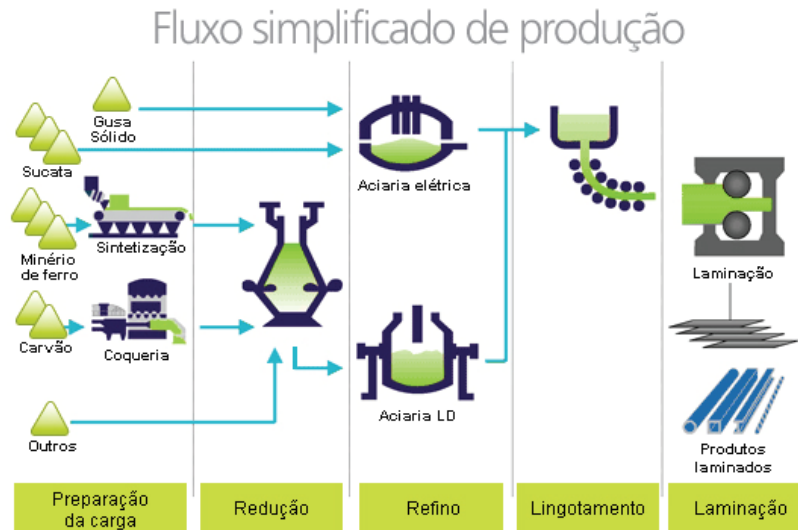 Fluxo simplificado de produção
Gusa
Sólido
Sucata
Aciaria elétrica
Minério
de ferro
Sintetização
Laminação
Carvão
Coqueria
Aciaria LD
Outros
Produtos
laminados
Preparação
da carga
Redução
Refino
Lingotamento
Laminação